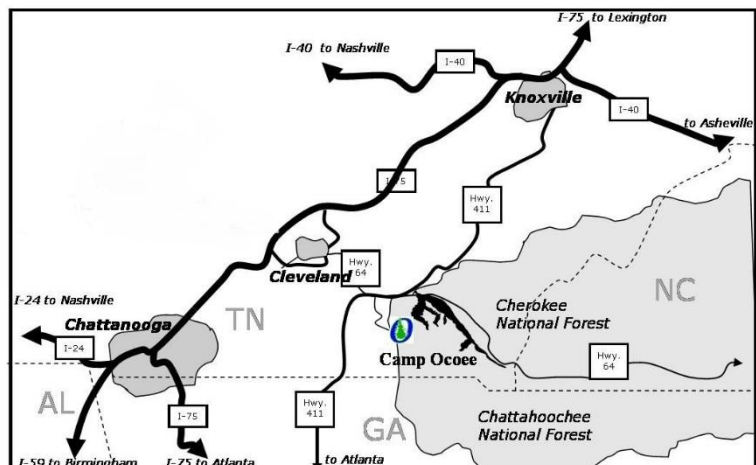 I-75 to Lexington
I-40 to Nashville
I-40
Knoxville
I-40
to Asheville
I-75
Hwy.
411
Cleveland
Hwy.
64
I-24 to Nashville
TN
NC
Chattanooga
Cherokee
National Forest
I-24
Camp Ocoee
Hwy.
64
AL
I-75
Hwy.
411
GA
Chattahoochee
National Forest
I-59 to Birmingham
I-75 to Atlanta
to Atlanta